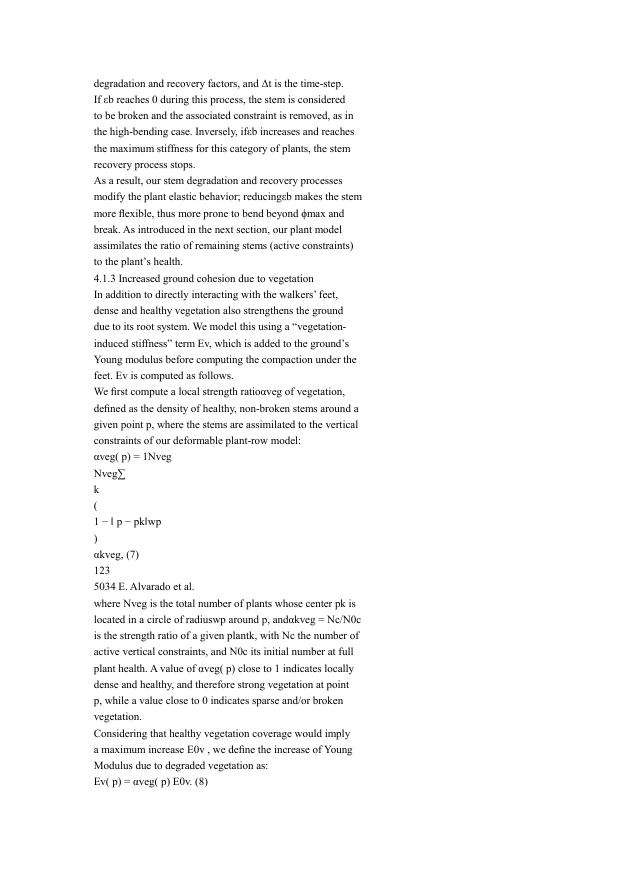 degradation and recovery factors, and Δt is the time-step.
If εb reaches 0 during this process, the stem is considered
to be broken and the associated constraint is removed, as in
the high-bending case. Inversely, ifεb increases and reaches
the maximum stiffness for this category of plants, the stem
recovery process stops.
As a result, our stem degradation and recovery processes
modify the plant elastic behavior; reducingεb makes the stem
more flexible, thus more prone to bend beyond ϕmax and
break. As introduced in the next section, our plant model
assimilates the ratio of remaining stems (active constraints)
to the plant’s health.
4.1.3 Increased ground cohesion due to vegetation
In addition to directly interacting with the walkers’ feet,
dense and healthy vegetation also strengthens the ground
due to its root system. We model this using a “vegetation-
induced stiffness” term Ev, which is added to the ground’s
Young modulus before computing the compaction under the
feet. Ev is computed as follows.
We first compute a local strength ratioαveg of vegetation,
defined as the density of healthy, non-broken stems around a
given point p, where the stems are assimilated to the vertical
constraints of our deformable plant-row model:
αveg( p) = 1Nveg
Nveg∑
k
(
1 − ‖ p − pk‖wp
)
αkveg, (7)
123
5034 E. Alvarado et al.
where Nveg is the total number of plants whose center pk is
located in a circle of radiuswp around p, andαkveg = Nc/N0c
is the strength ratio of a given plantk, with Nc the number of
active vertical constraints, and N0c its initial number at full
plant health. A value of αveg( p) close to 1 indicates locally
dense and healthy, and therefore strong vegetation at point
p, while a value close to 0 indicates sparse and/or broken
vegetation.
Considering that healthy vegetation coverage would imply
a maximum increase E0v , we define the increase of Young
Modulus due to degraded vegetation as:
Ev( p) = αveg( p) E0v. (8)